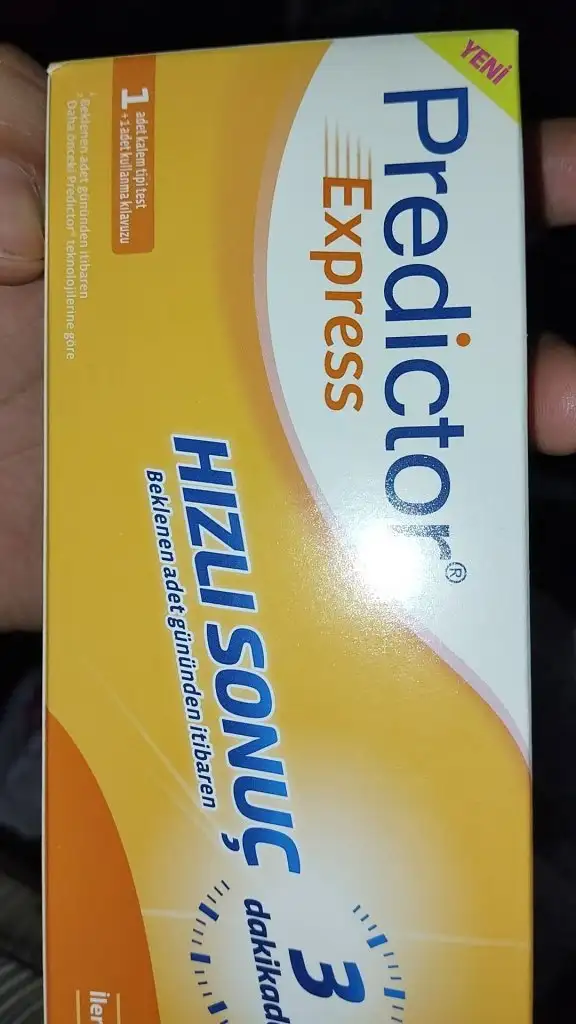 YENİ
Predictor®
Express
1 adet kalem tipi test
+ 1 adet kullanma kılavuzu
Beklenen adet gününden itibaren
Daha önceki Predictor® teknolojilerine göre
HIZLI SONUÇ
Beklenen adet gününden itibaren
3
dakikada